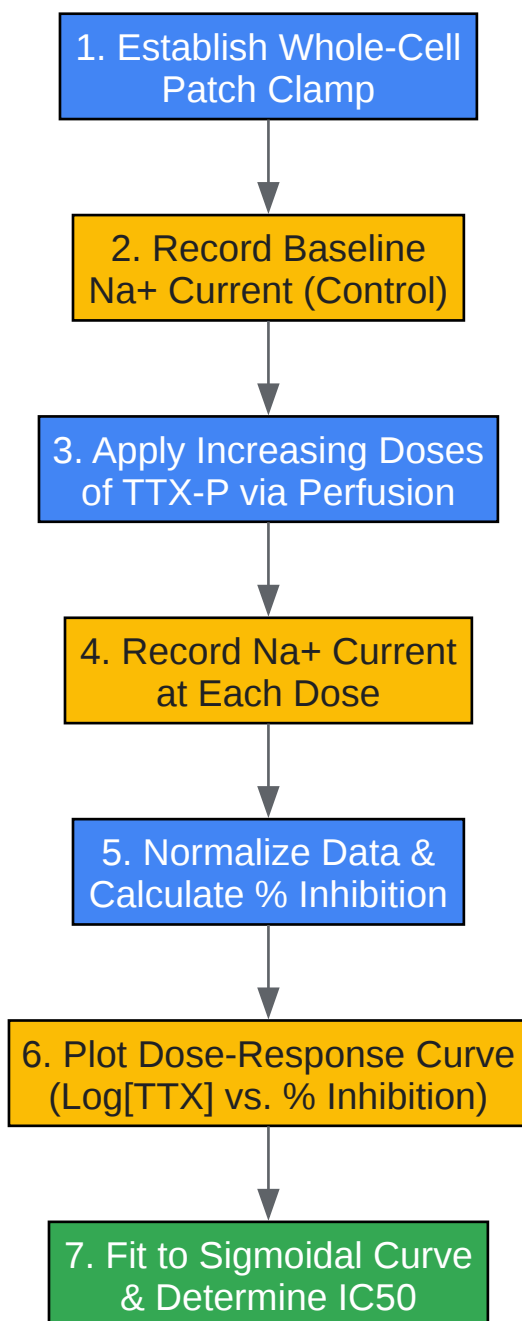 1. Establish Whole-Cell
Patch Clamp
2. Record Baseline
Na+ Current (Control)
3. Apply Increasing Doses
of TTX-P via Perfusion
4. Record Na+ Current
at Each Dose
5. Normalize Data &
Calculate % Inhibition
6. Plot Dose-Response Curve
(Log[TTX] vs. % Inhibition)
7. Fit to Sigmoidal Curve
& Determine IC50